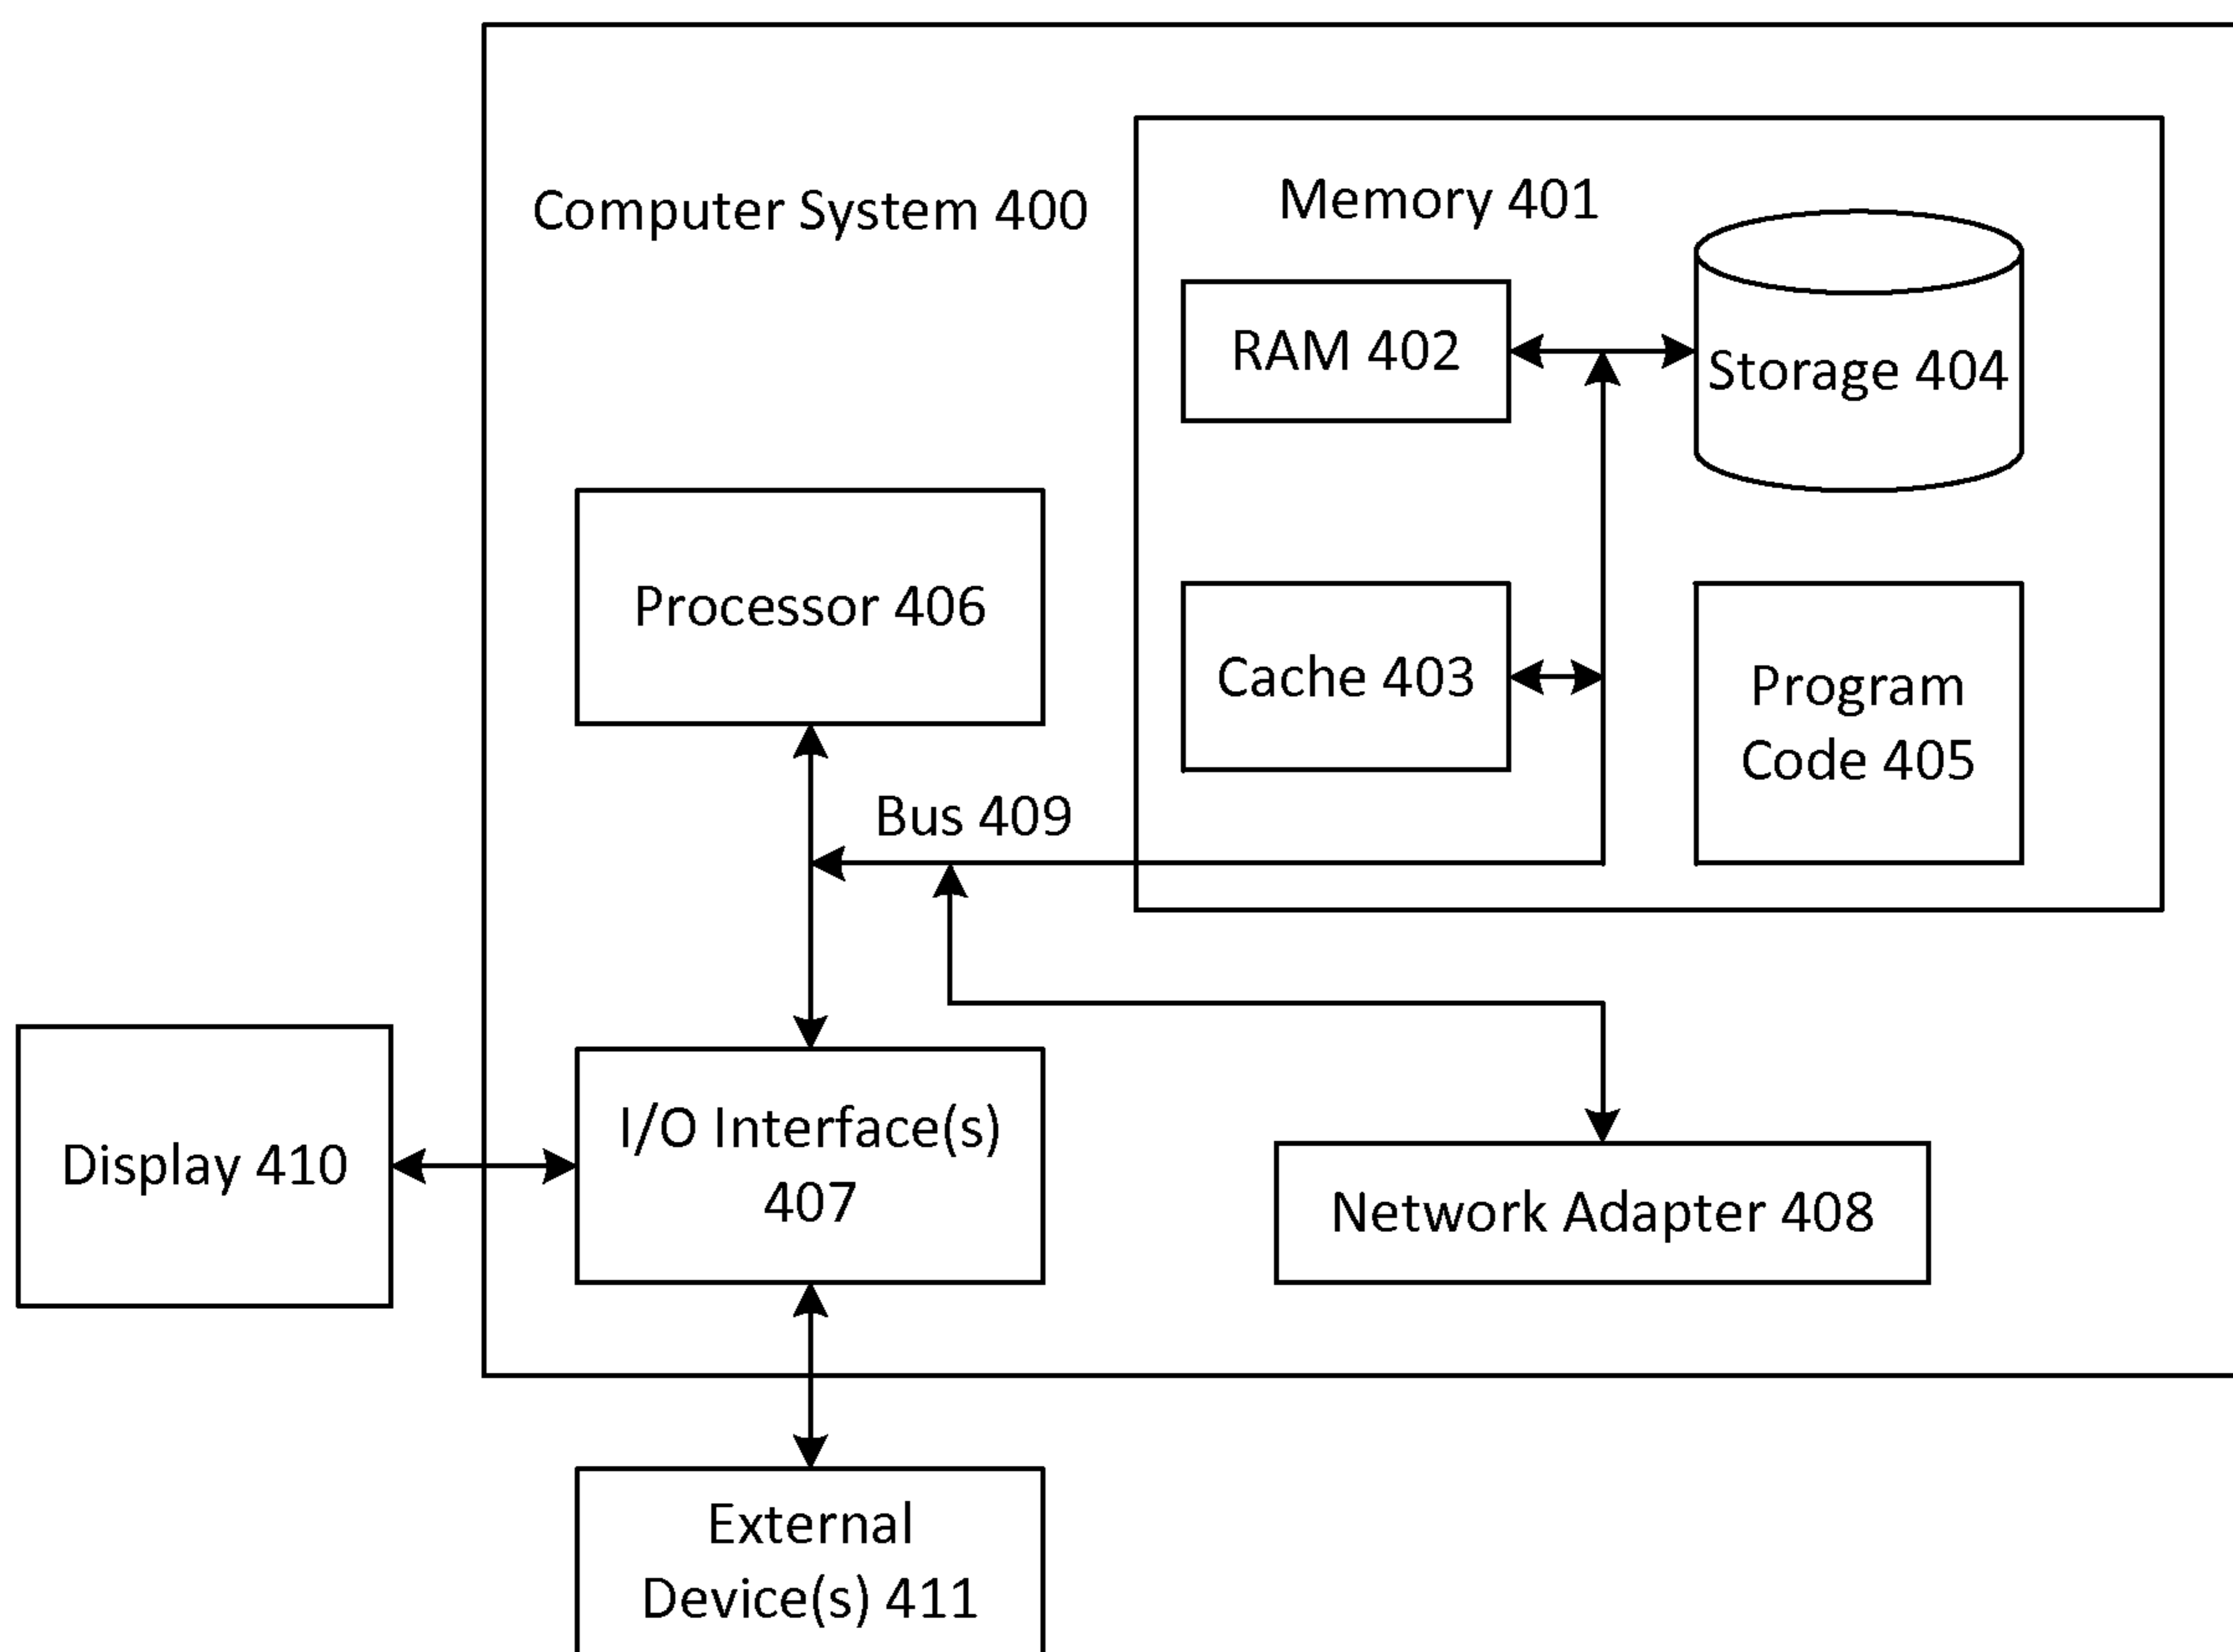 Computer System 400
Memory 401
RAM 402
Storage 404
Processor 406
Cache 403
Program
Code 405
Bus 409
Display 410
I/O Interface(s)
407
Network Adapter 408
External
Device(s) 411